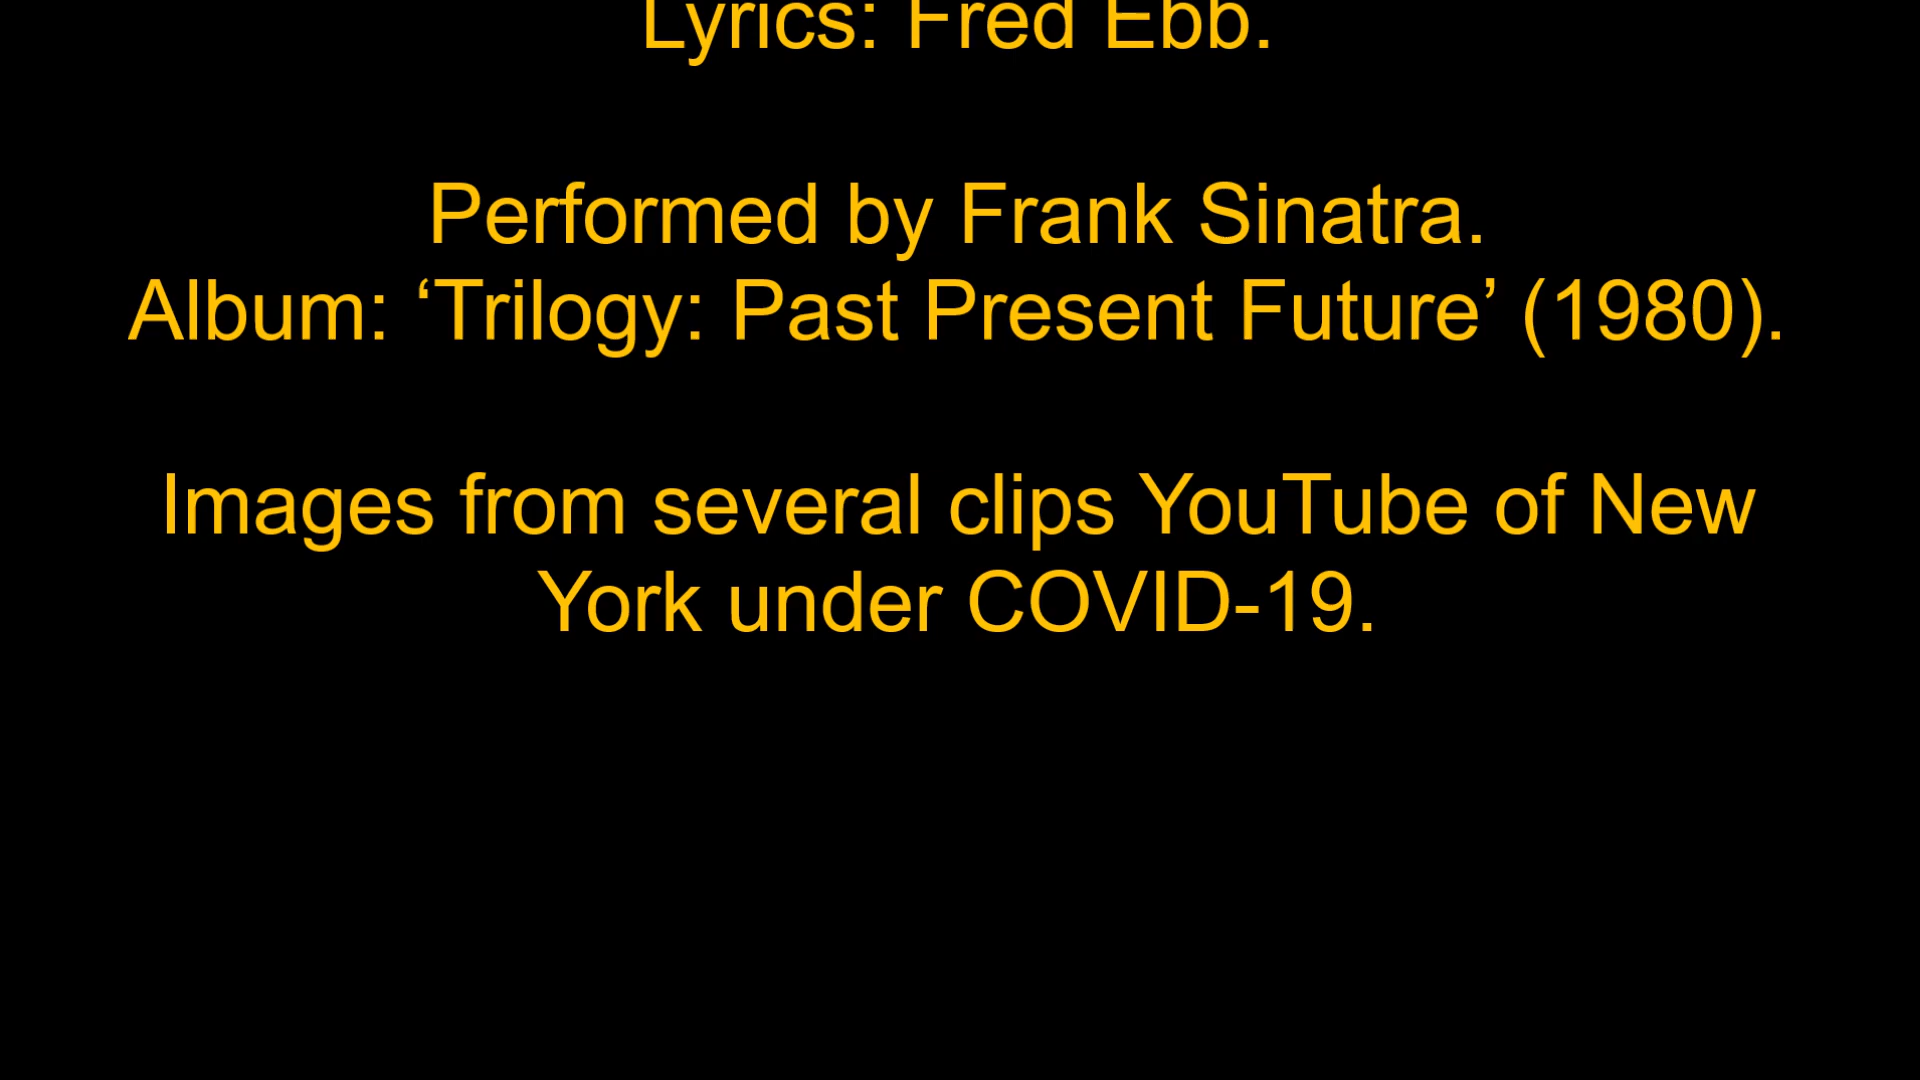 Lyrics: Fred Ebb.
Performed by Frank Sinatra.
Album: ‘Trilogy: Past Present Future’ (1980).
Images from several clips YouTube of New
York under COVID-19.